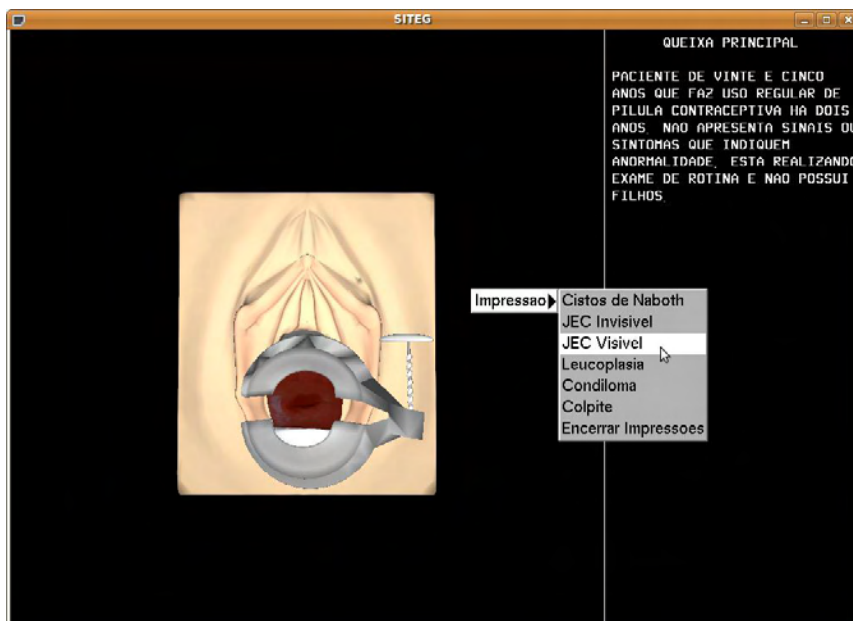 SITEG
QUEIXA PRINCIPAL
PACIENTE DE VINTE E CINCO
ANOS QUE FAZ USO REGULAR DE
PILULA CONTRACEPTIVA HA DOIS
ANOS. NAO APRESENTA SINAIS OU
SINTOMAS QUE INDIQUEM
ANORMALIDADE. ESTA REALIZANDO
EXAME DE ROTINA E NAO POSSUI
FILHOS.
Impressao
Cistos de Naboth
JEC Invisivel
JEC Visivel
Leucoplasia
Condiloma
Colpite
Encerrar Impressoes